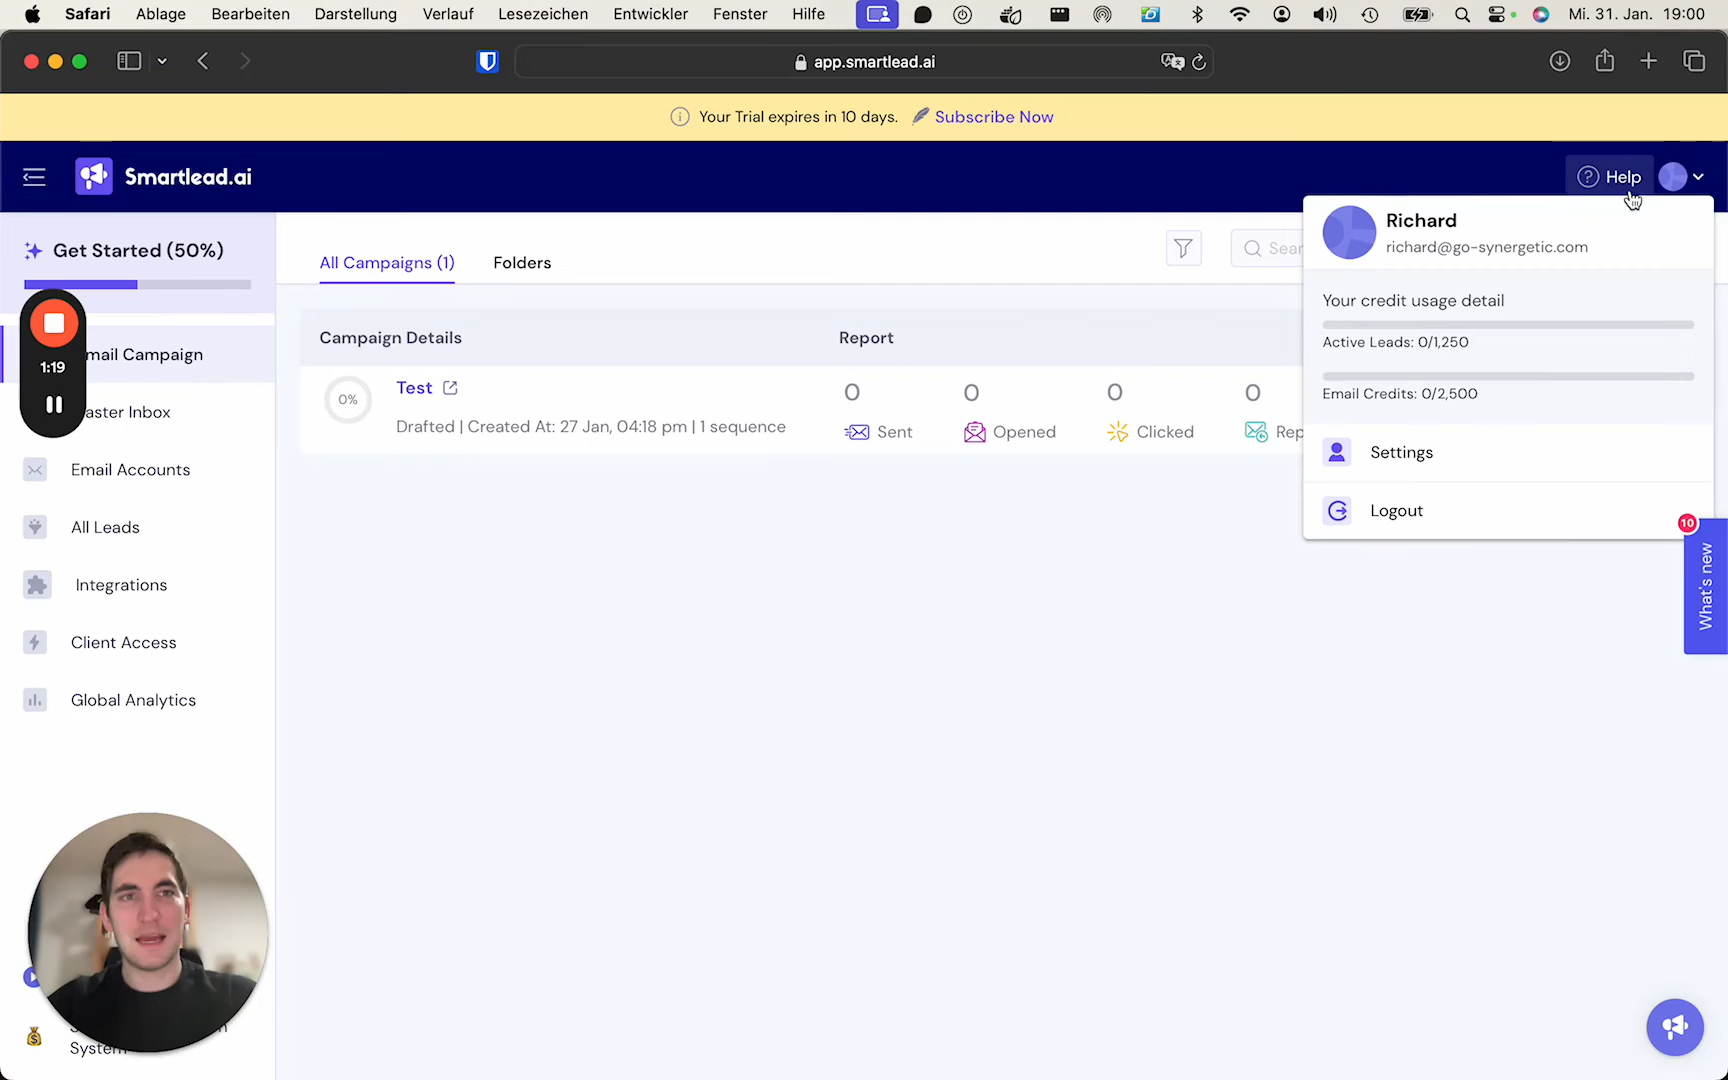 Safari Ablage Bearbeiten Darstellung Verlauf Lesezeichen Entwickler Fenster Hilfe Mi. 31. Jan. 19:00
app.smartlead.ai
Your Trial expires in 10 days. Subscribe Now
Smartlead.ai
Help
Get Started (50%)
1:19
mail Campaign
aster Inbox
Email Accounts
All Leads
Integrations
Client Access
Global Analytics
System
All Campaigns (1) Folders
Sear
Campaign Details Report
0%
Test
Drafted | Created At: 27 Jan, 04:18 pm | 1 sequence
0 0 0 0
Sent Opened Clicked Rep
Richard
richard@go-synergetic.com
Your credit usage detail
Active Leads: 0/1,250
Email Credits: 0/2,500
Settings
Logout
10
What's new